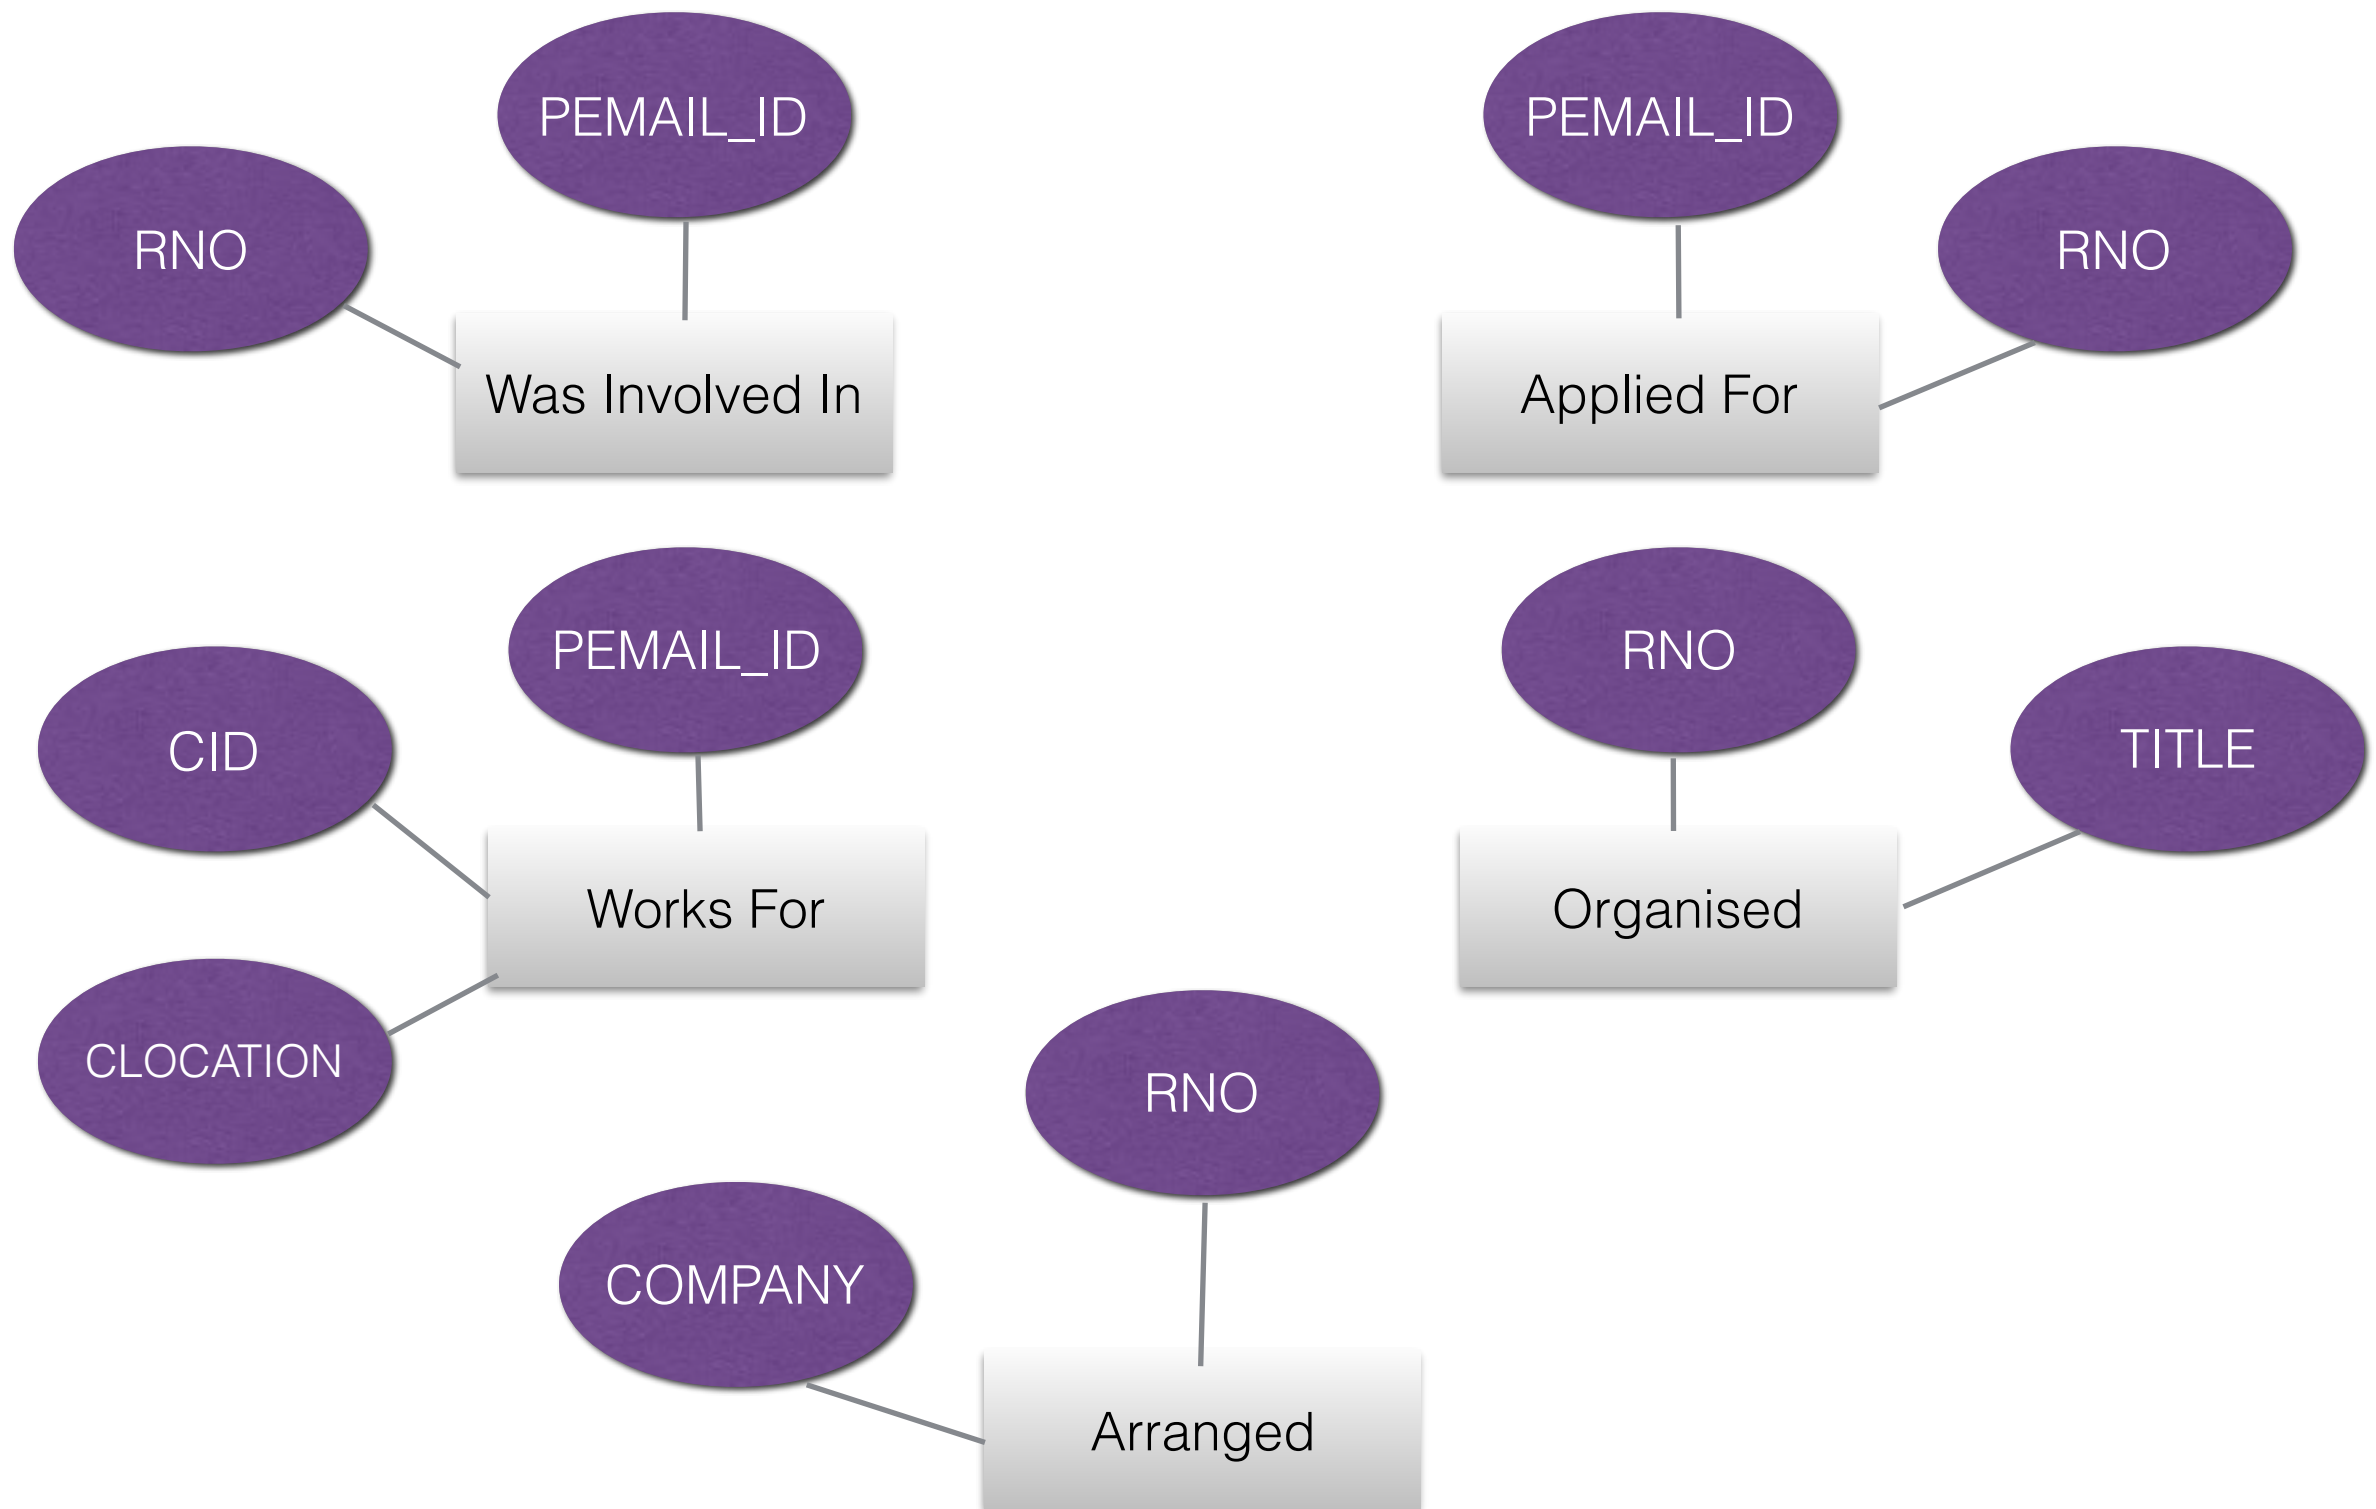 PEMAIL_ID
RNO
Was Involved In
PEMAIL_ID
RNO
Applied For
PEMAIL_ID
CID
Works For
CLOCATION
RNO
TITLE
Organised
RNO
COMPANY
Arranged